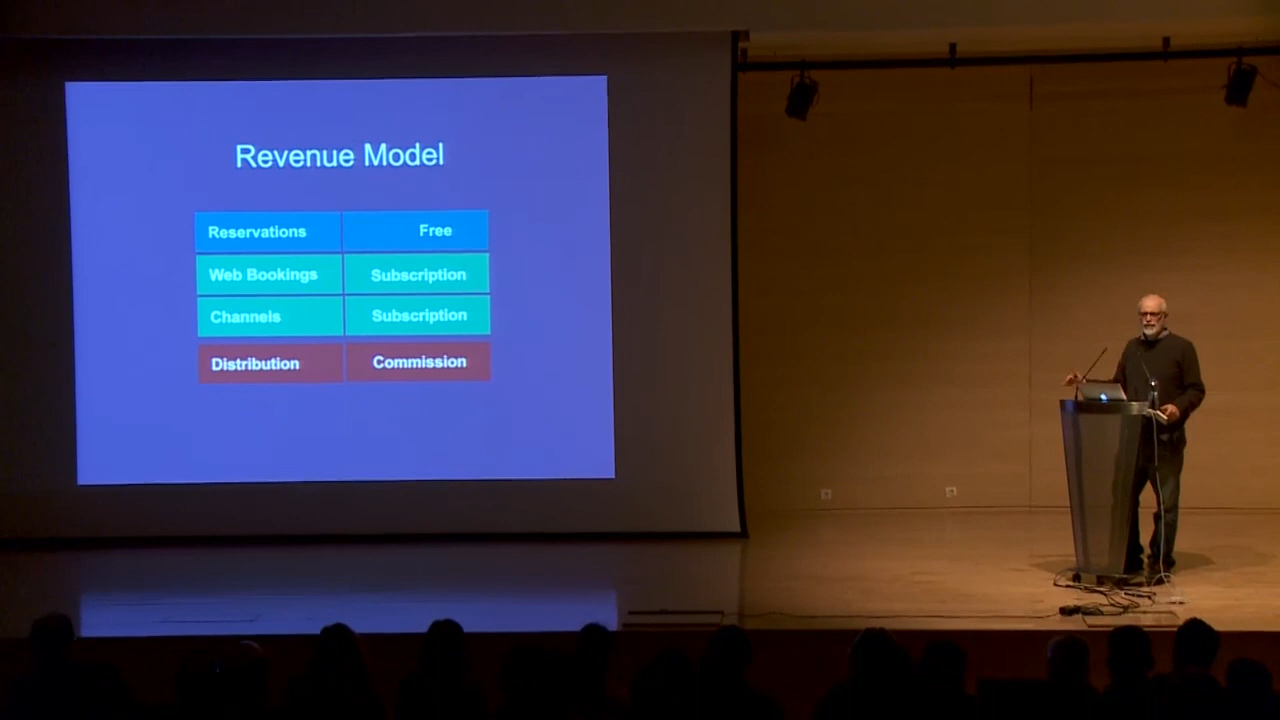 Revenue Model
Reservations Free
Web Bookings Subscription
Channels Subscription
Distribution Commission